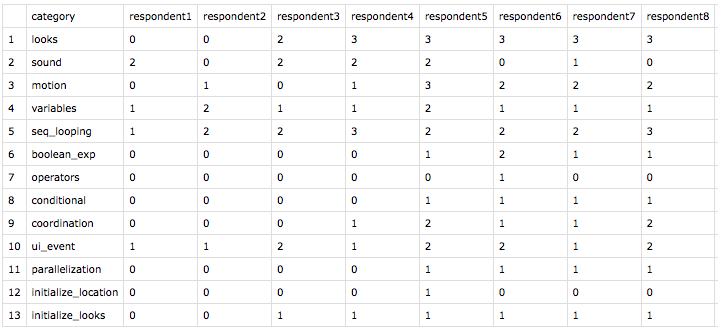 category respondent1 respondent2 respondent3 respondent4 respondent5 respondent6 respondent7 respondent8
1 looks 0 0 2 3 3 3 3 3
2 sound 2 0 2 2 2 0 1 0
3 motion 0 1 0 1 3 2 2 2
4 variables 1 2 1 1 2 1 1 1
5 seq_looping 1 2 2 3 2 2 2 3
6 boolean_exp 0 0 0 0 1 2 1 1
7 operators 0 0 0 0 0 1 0 0
8 conditional 0 0 0 0 1 1 1 1
9 coordination 0 0 0 1 2 1 1 2
10 ui_event 1 1 2 1 2 2 1 2
11 parallelization 0 0 0 0 1 1 1 1
12 initialize_location 0 0 0 0 1 0 0 0
13 initialize_looks 0 0 1 1 1 1 1 1